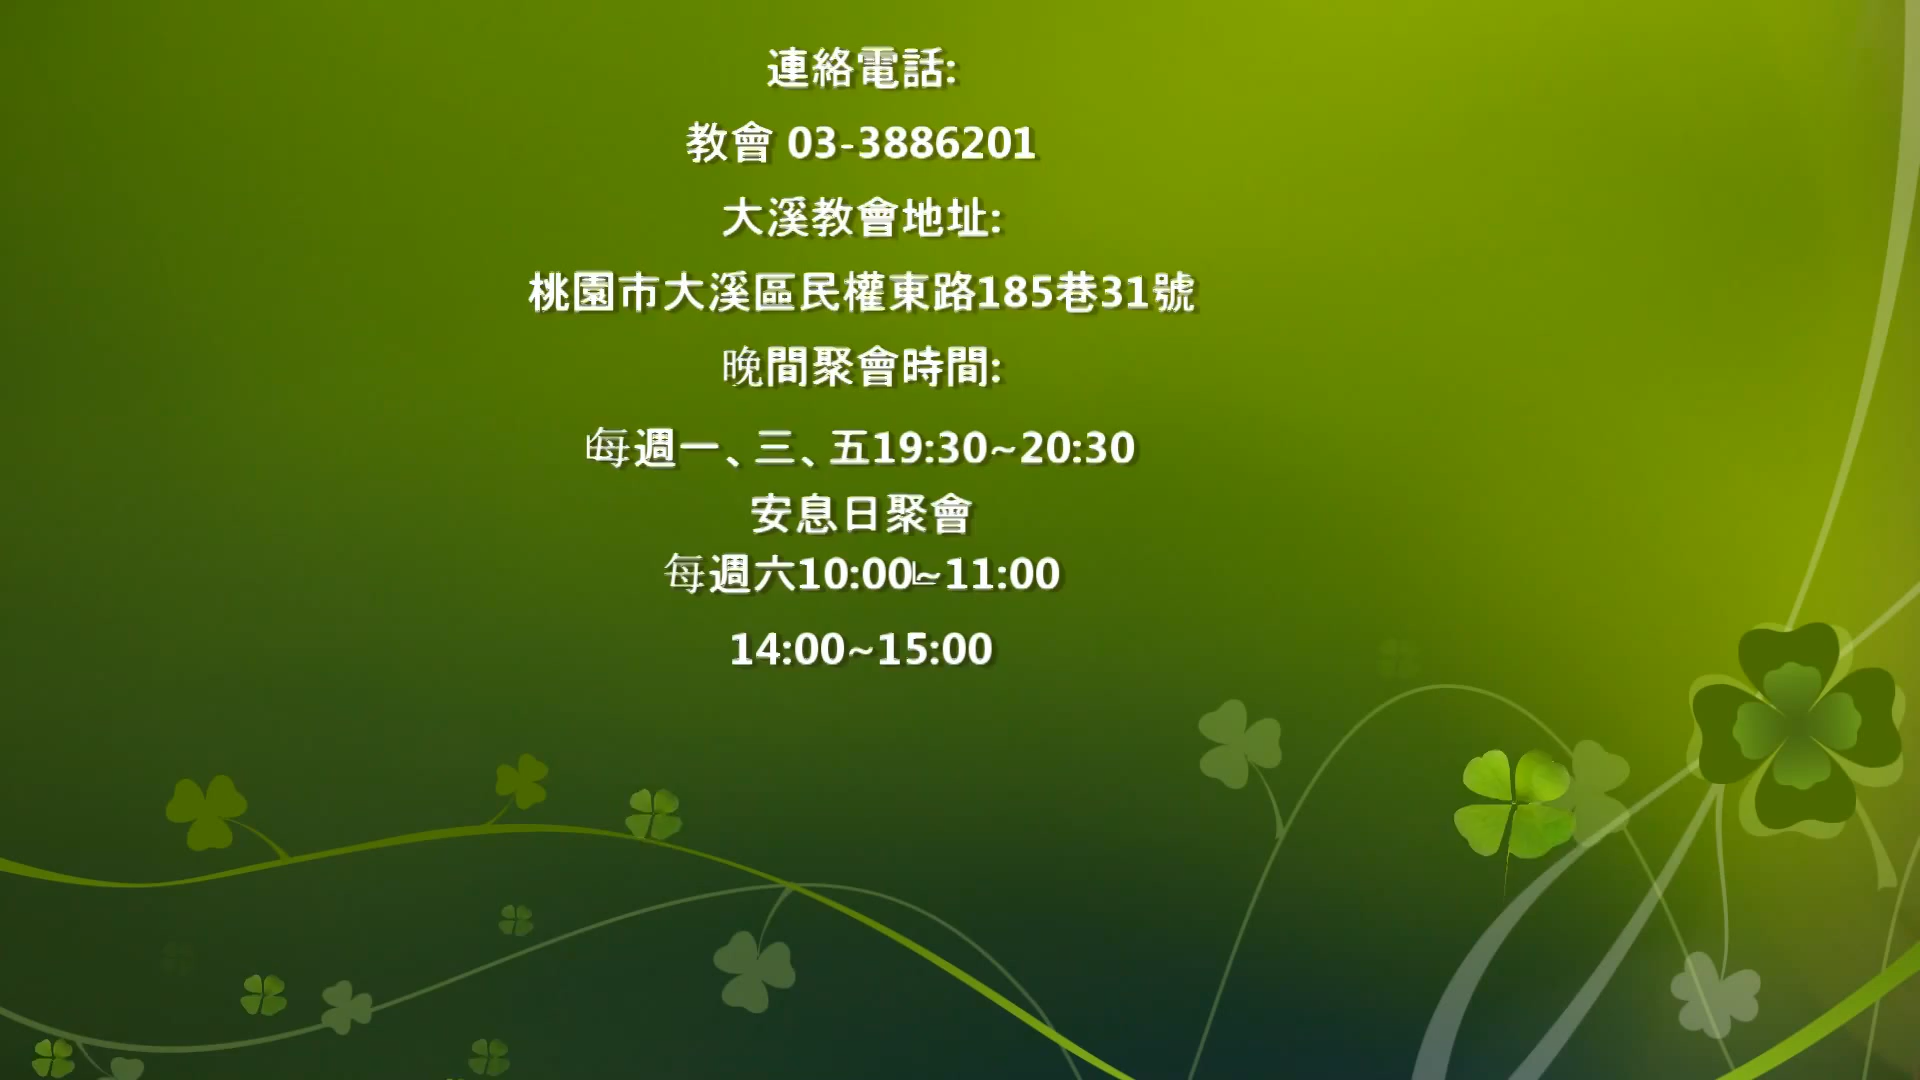 連絡電話:
教會 03-3886201
大溪教會地址:
桃園市大溪區民權東路185巷31號
晚間聚會時間:
每週一、三、五19:30~20:30
安息日聚會
每週六10:00~11:00
14:00~15:00